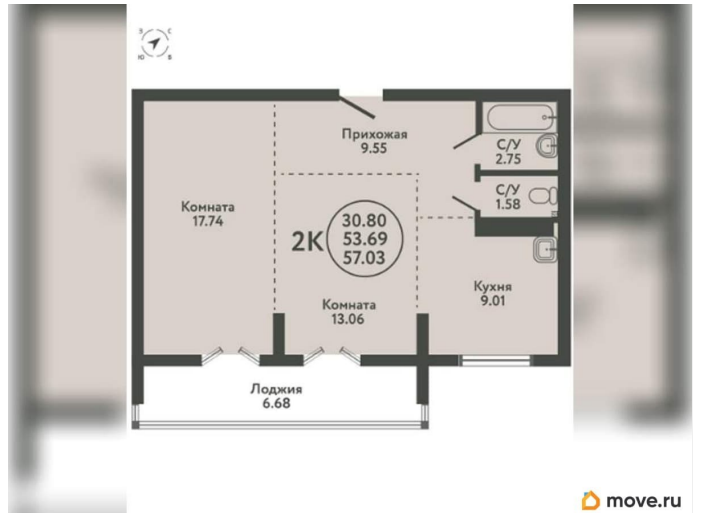 З С
Ю В
Прихожая
9.55
С/У
2.75
С/У
1.58
Комната
17.74
2К
30.80
53.69
57.03
Кухня
9.01
Комната
13.06
Лоджия
6.68
move.ru